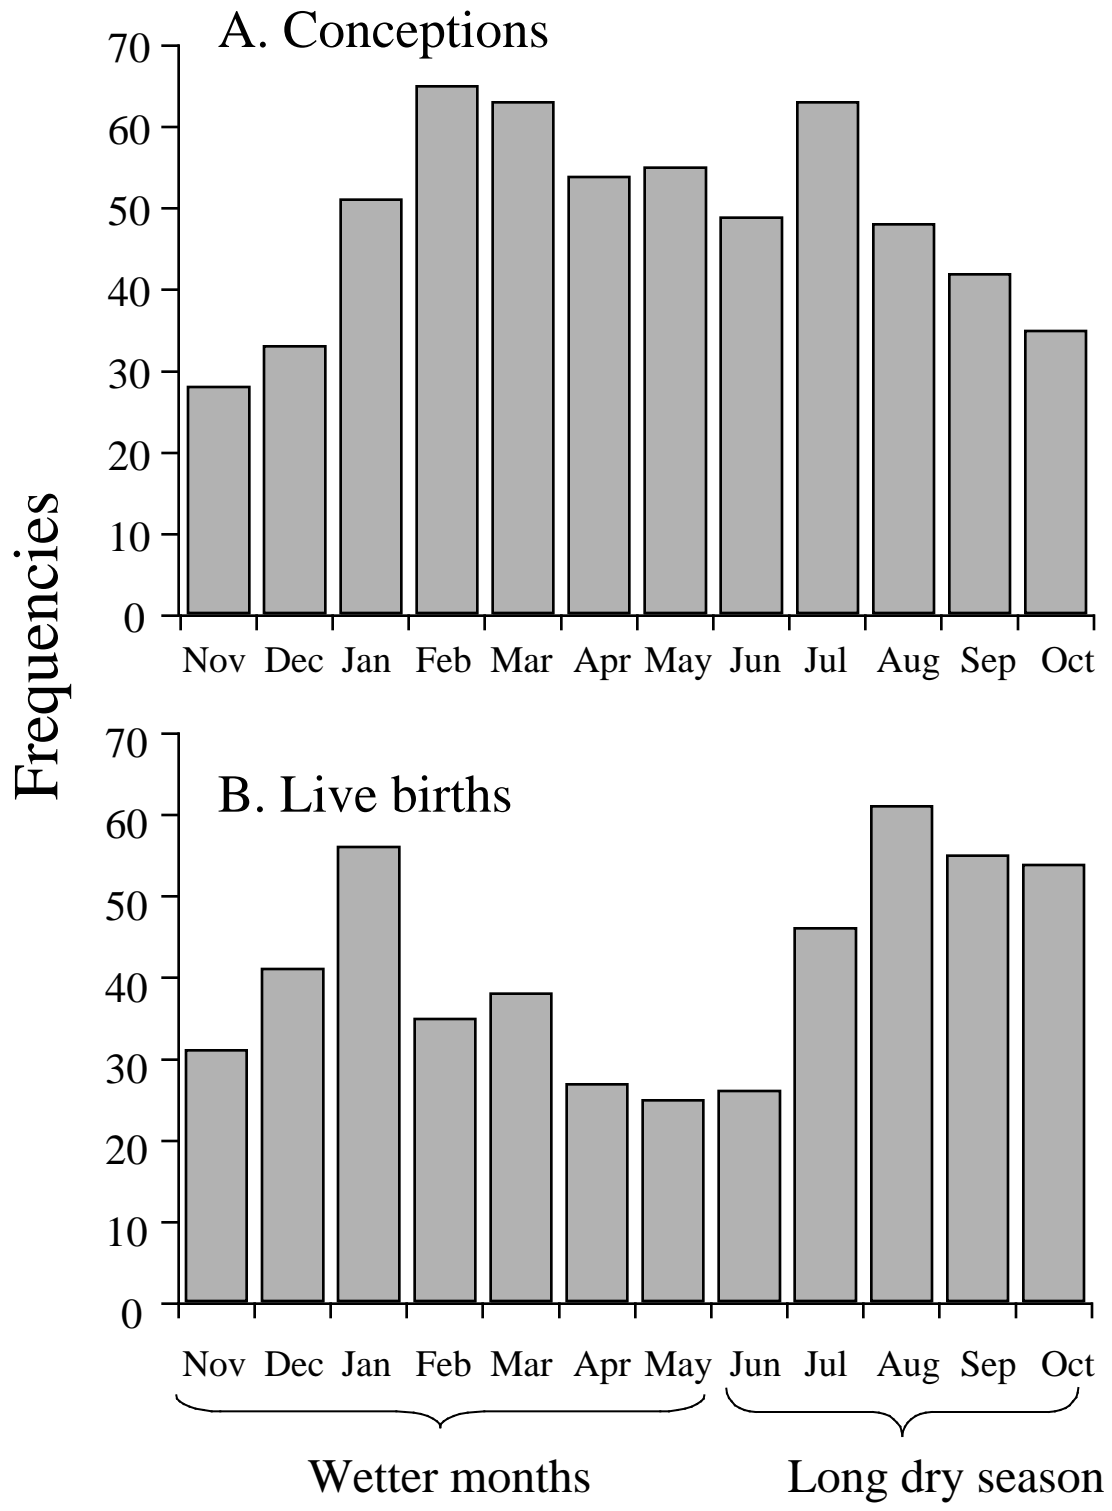 A. Conceptions
70
60
50
40
30
20
10
0
Nov Dec Jan Feb Mar Apr May Jun Jul Aug Sep Oct
Frequencies
B. Live births
70
60
50
40
30
20
10
0
Nov Dec Jan Feb Mar Apr May Jun Jul Aug Sep Oct
Wetter months Long dry season